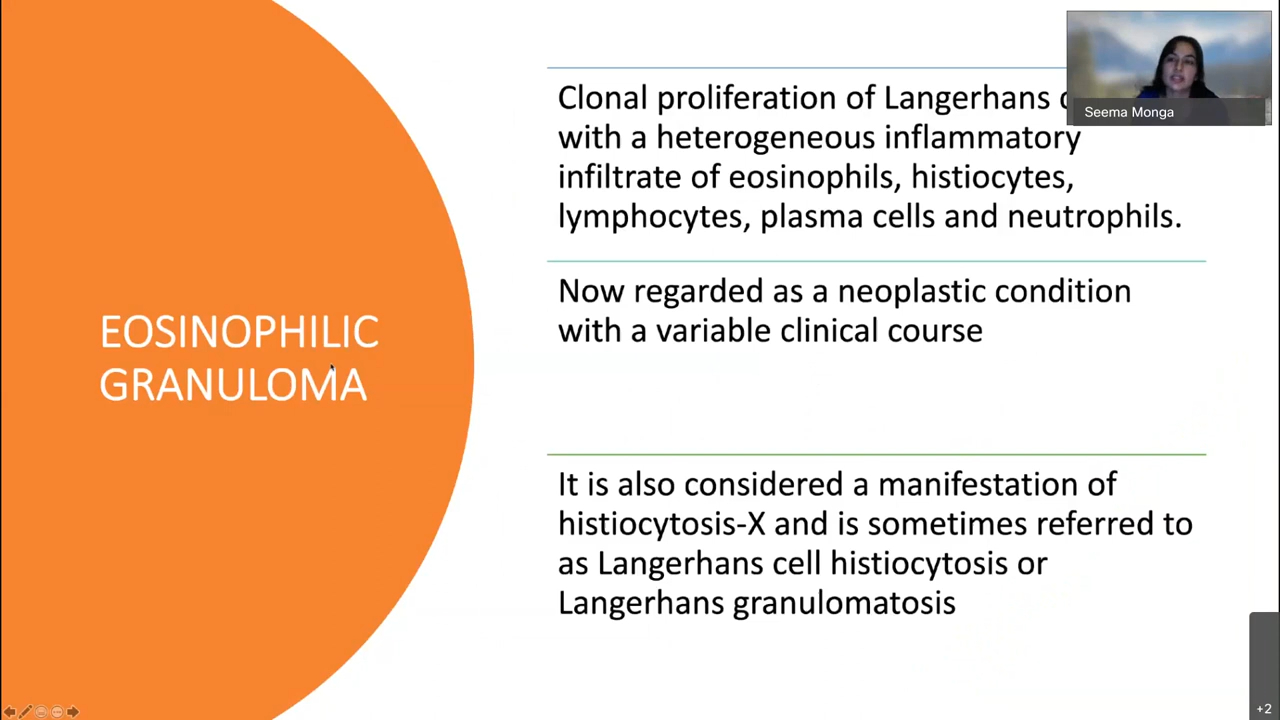 EOSINOPHILIC
GRANULOMA
Clonal proliferation of Langerhans
with a heterogeneous inflammatory
infiltrate of eosinophils, histiocytes,
lymphocytes, plasma cells and neutrophils.
Now regarded as a neoplastic condition
with a variable clinical course
It is also considered a manifestation of
histiocytosis-X and is sometimes referred to
as Langerhans cell histiocytosis or
Langerhans granulomatosis
Seema Monga
+2